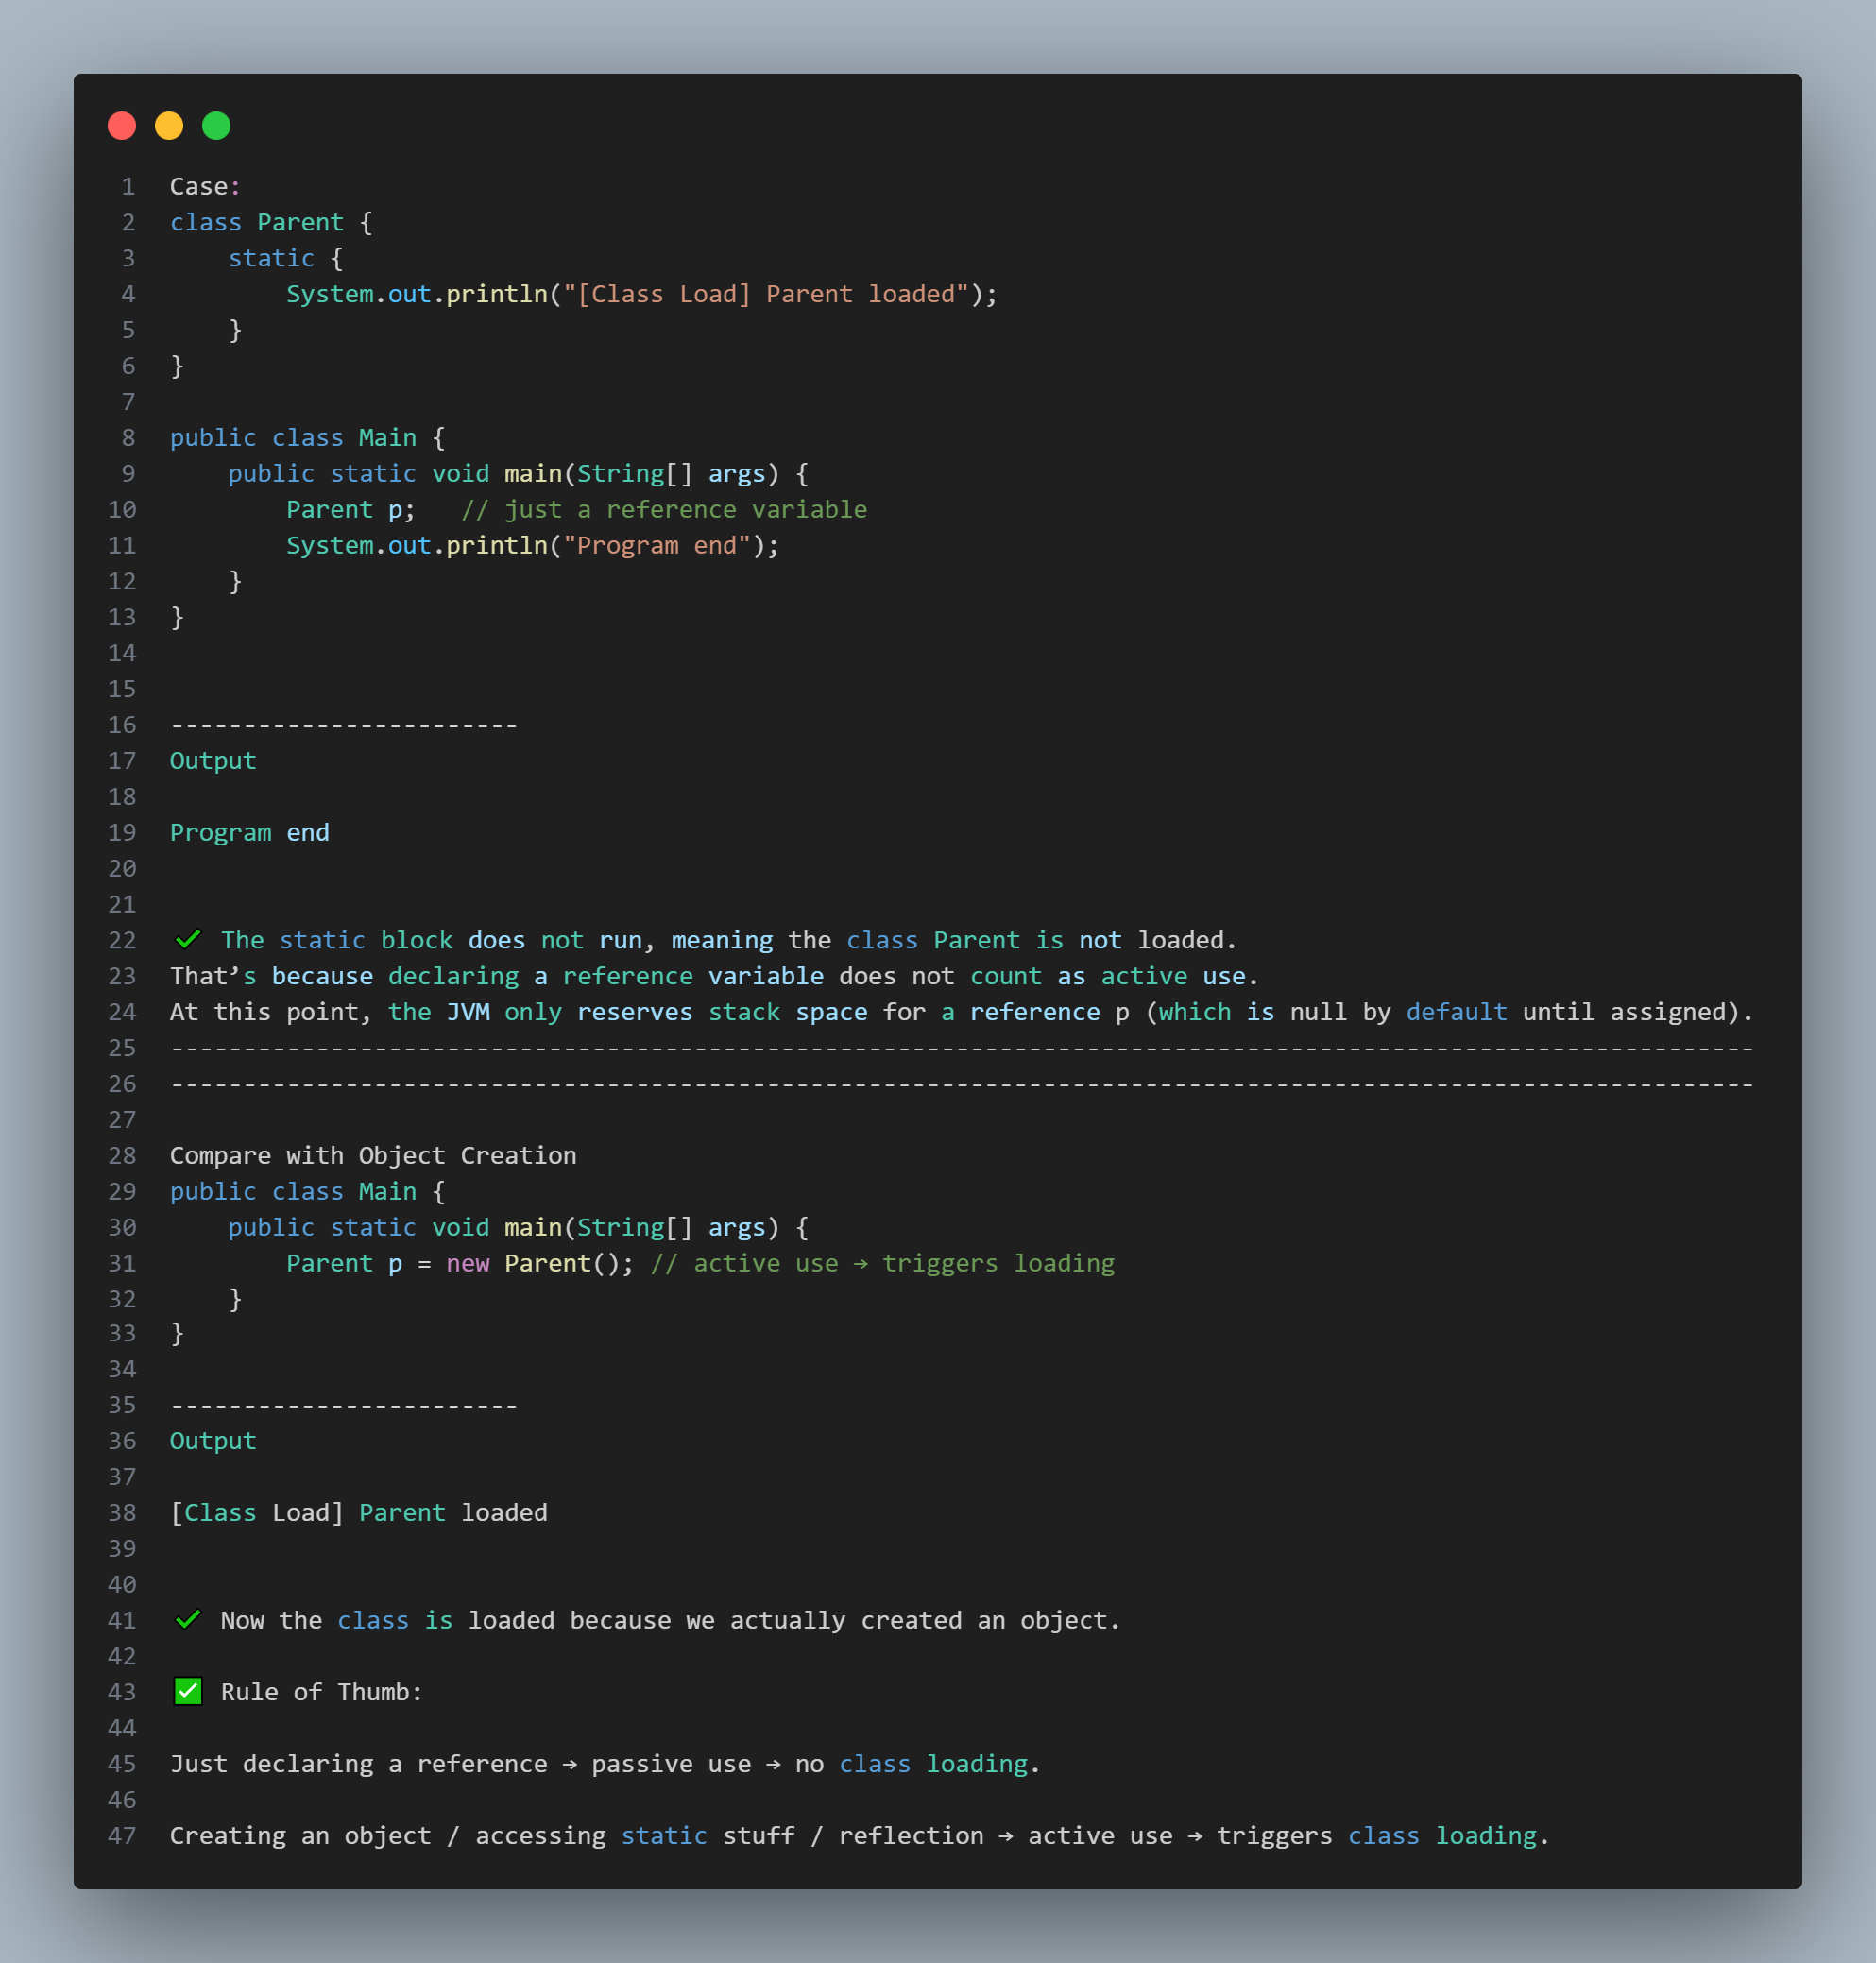 1 Case:
2 class Parent {
3     static {
4         System.out.println("[Class Load] Parent loaded");
5     }
6 }
7
8 public class Main {
9     public static void main(String[] args) {
10         Parent p;   // just a reference variable
11         System.out.println("Program end");
12     }
13 }
14
15
16 ------------------------
17 Output
18
19 Program end
20
21
22 ✔ The static block does not run, meaning the class Parent is not loaded.
23 That’s because declaring a reference variable does not count as active use.
24 At this point, the JVM only reserves stack space for a reference p (which is null by default until assigned).
25 -------------------------------------------------------------------------------------------------------------
26 -------------------------------------------------------------------------------------------------------------
27
28 Compare with Object Creation
29 public class Main {
30     public static void main(String[] args) {
31         Parent p = new Parent(); // active use → triggers loading
32     }
33 }
34
35 ------------------------
36 Output
37
38 [Class Load] Parent loaded
39
40
41 ✔ Now the class is loaded because we actually created an object.
42
43 ✅ Rule of Thumb:
44
45 Just declaring a reference → passive use → no class loading.
46
47 Creating an object / accessing static stuff / reflection → active use → triggers class loading.